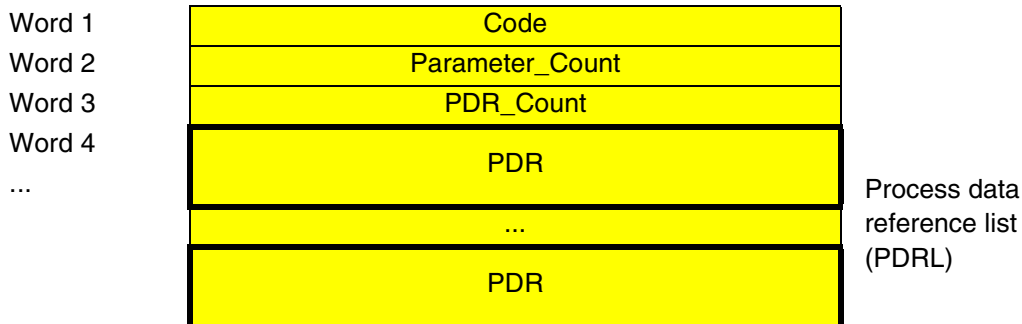 Word 1 Code
Word 2 Parameter_Count
Word 3 PDR_Count
Word 4
PDR
...
Process data
reference list
(PDRL)
...
PDR